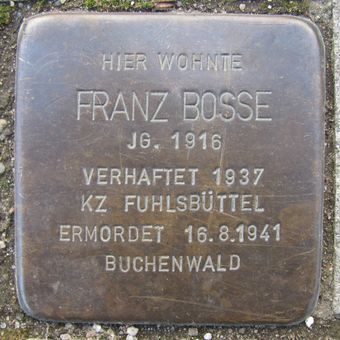 HIER WOHNTE
FRANZ BOSSE
JG. 1916
VERHAFTET 1937
KZ FUHLSBÜTTEL
ERMORDET 16.8.1941
BUCHENWALD